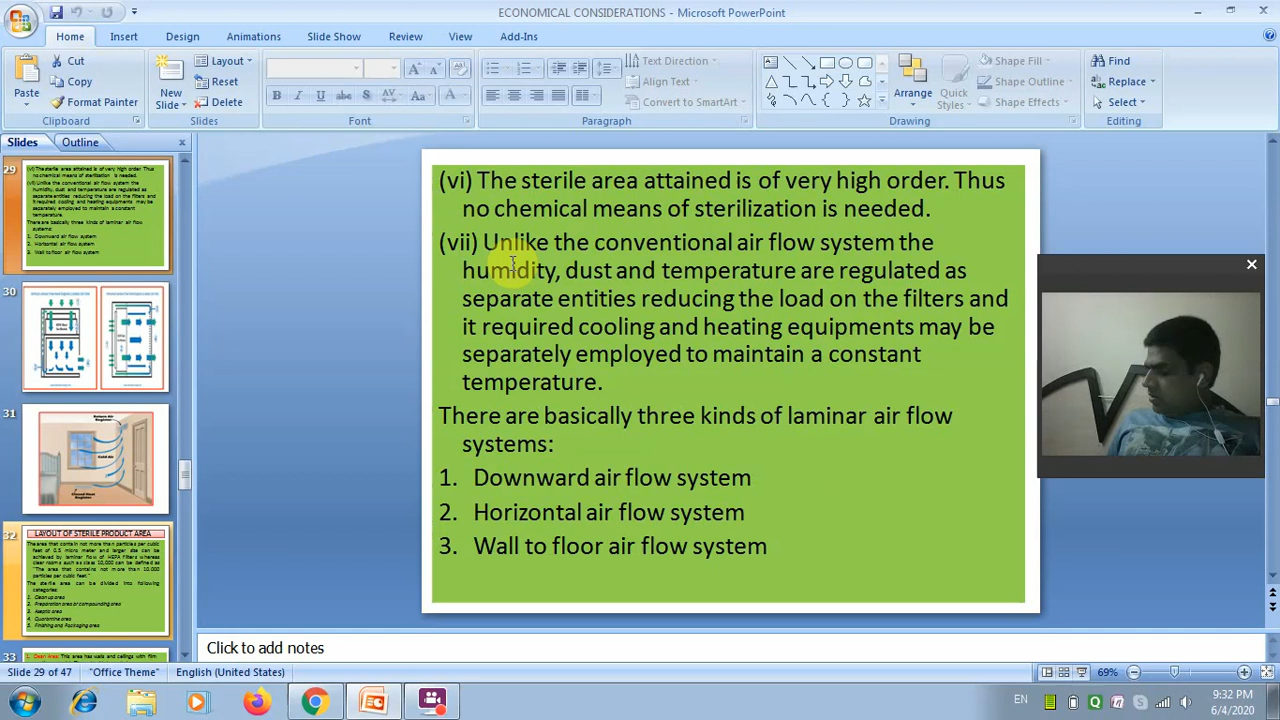 ECONOMICAL CONSIDERATIONS - Microsoft PowerPoint
Home Insert Design Animations Slide Show Review View Add-Ins
Paste
Cut
Copy
Format Painter
Clipboard
New
Slide
Layout
Reset
Delete
Slides
Font
Text Direction
Align Text
Convert to SmartArt
Paragraph
Arrange
Quick
Styles
Shape Fill
Shape Outline
Shape Effects
Drawing
Find
Replace
Select
Editing
Slides Outline
29
30
31
32
LAYOUT OF STERILE PRODUCT AREA
33
(vi) The sterile area attained is of very high order. Thus
no chemical means of sterilization is needed.
(vii) Unlike the conventional air flow system the
humidity, dust and temperature are regulated as
separate entities reducing the load on the filters and
it required cooling and heating equipments may be
separately employed to maintain a constant
temperature.
There are basically three kinds of laminar air flow
systems:
1. Downward air flow system
2. Horizontal air flow system
3. Wall to floor air flow system
Click to add notes
Slide 29 of 47 "Office Theme" English (United States) 69%
EN 9:32 PM
6/4/2020